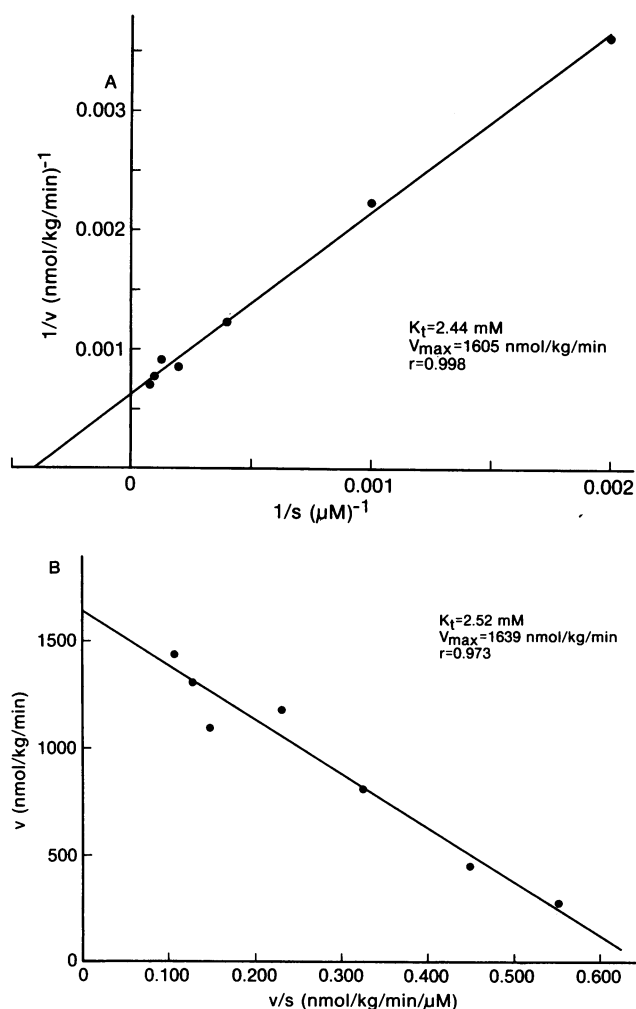 A
0.003
0.002
0.001
1/v (nmol/kg/min)⁻¹
Kt=2.44 mM
Vmax=1605 nmol/kg/min
r=0.998
0
0.001
0.002
1/s (µM)⁻¹
B
1500
1000
500
0
v (nmol/kg/min)
Kt=2.52 mM
Vmax=1639 nmol/kg/min
r=0.973
0
0.100
0.200
0.300
0.400
0.500
0.600
v/s (nmol/kg/min/µM)